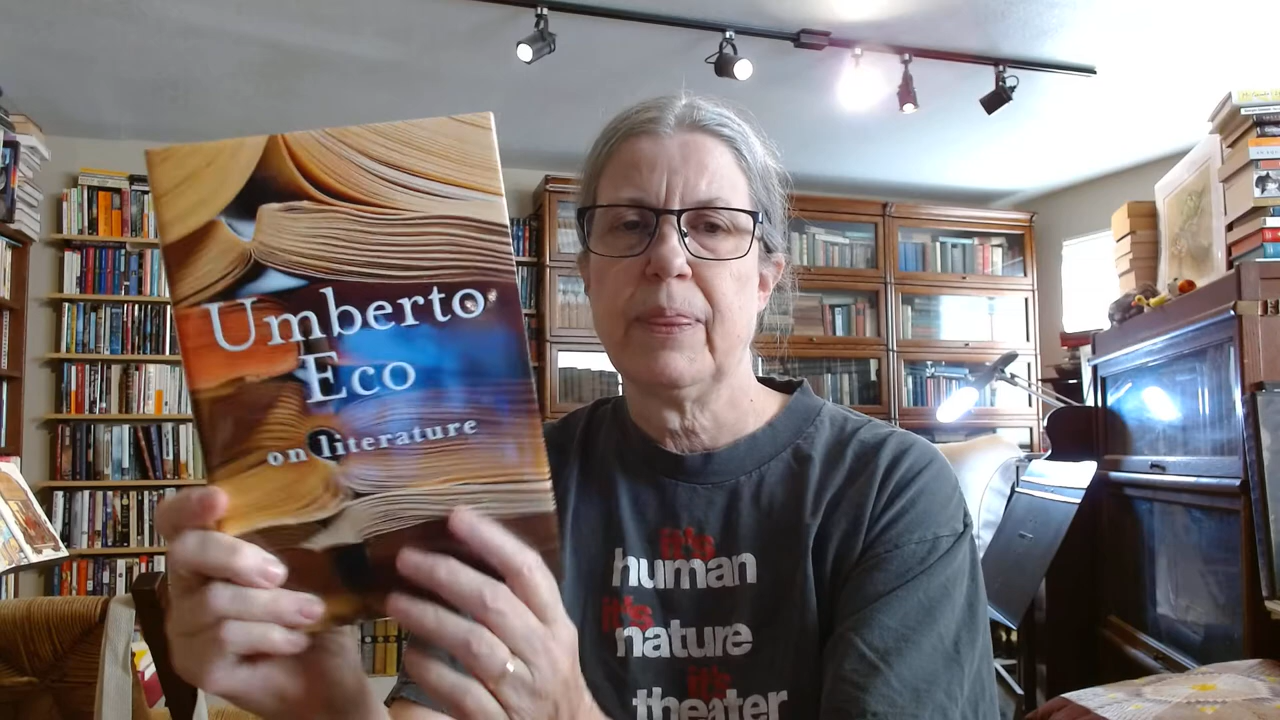 Umberto
Eco
on literature
it's
human
it's
nature
it's
theater